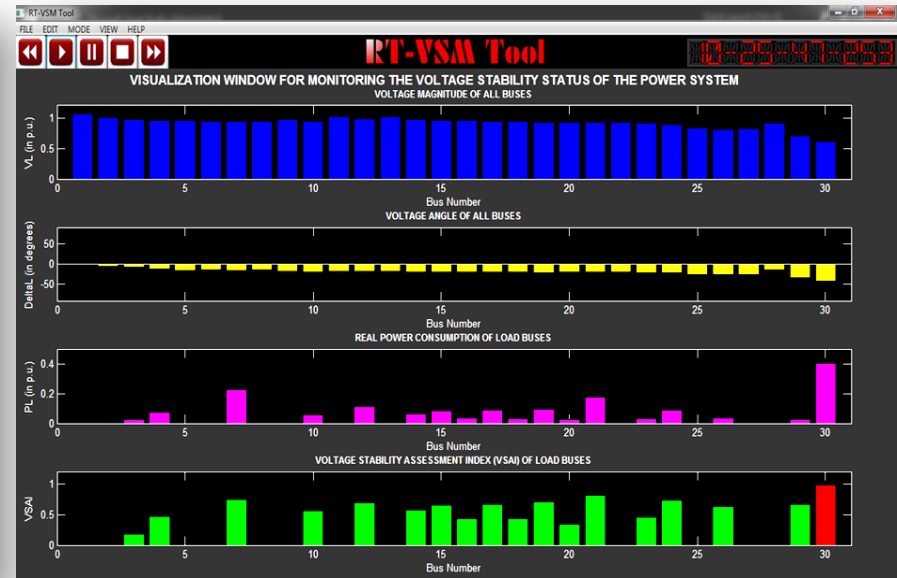 RT-VSM Tool
FILE EDIT MODE VIEW HELP
RT-VSM Tool
VISUALIZATION WINDOW FOR MONITORING THE VOLTAGE STABILITY STATUS OF THE POWER SYSTEM
VOLTAGE MAGNITUDE OF ALL BUSES
VL (in p.u.)
1
0.5
0
0 5 10 15 20 25 30
Bus Number
VOLTAGE ANGLE OF ALL BUSES
DeltaL (in degrees)
50
0
-50
0 5 10 15 20 25 30
Bus Number
REAL POWER CONSUMPTION OF LOAD BUSES
PL (in p.u.)
0.4
0.2
0
0 5 10 15 20 25 30
Bus Number
VOLTAGE STABILITY ASSESSMENT INDEX (VSAI) OF LOAD BUSES
VSAI
1
0.5
0
0 5 10 15 20 25 30
Bus Number